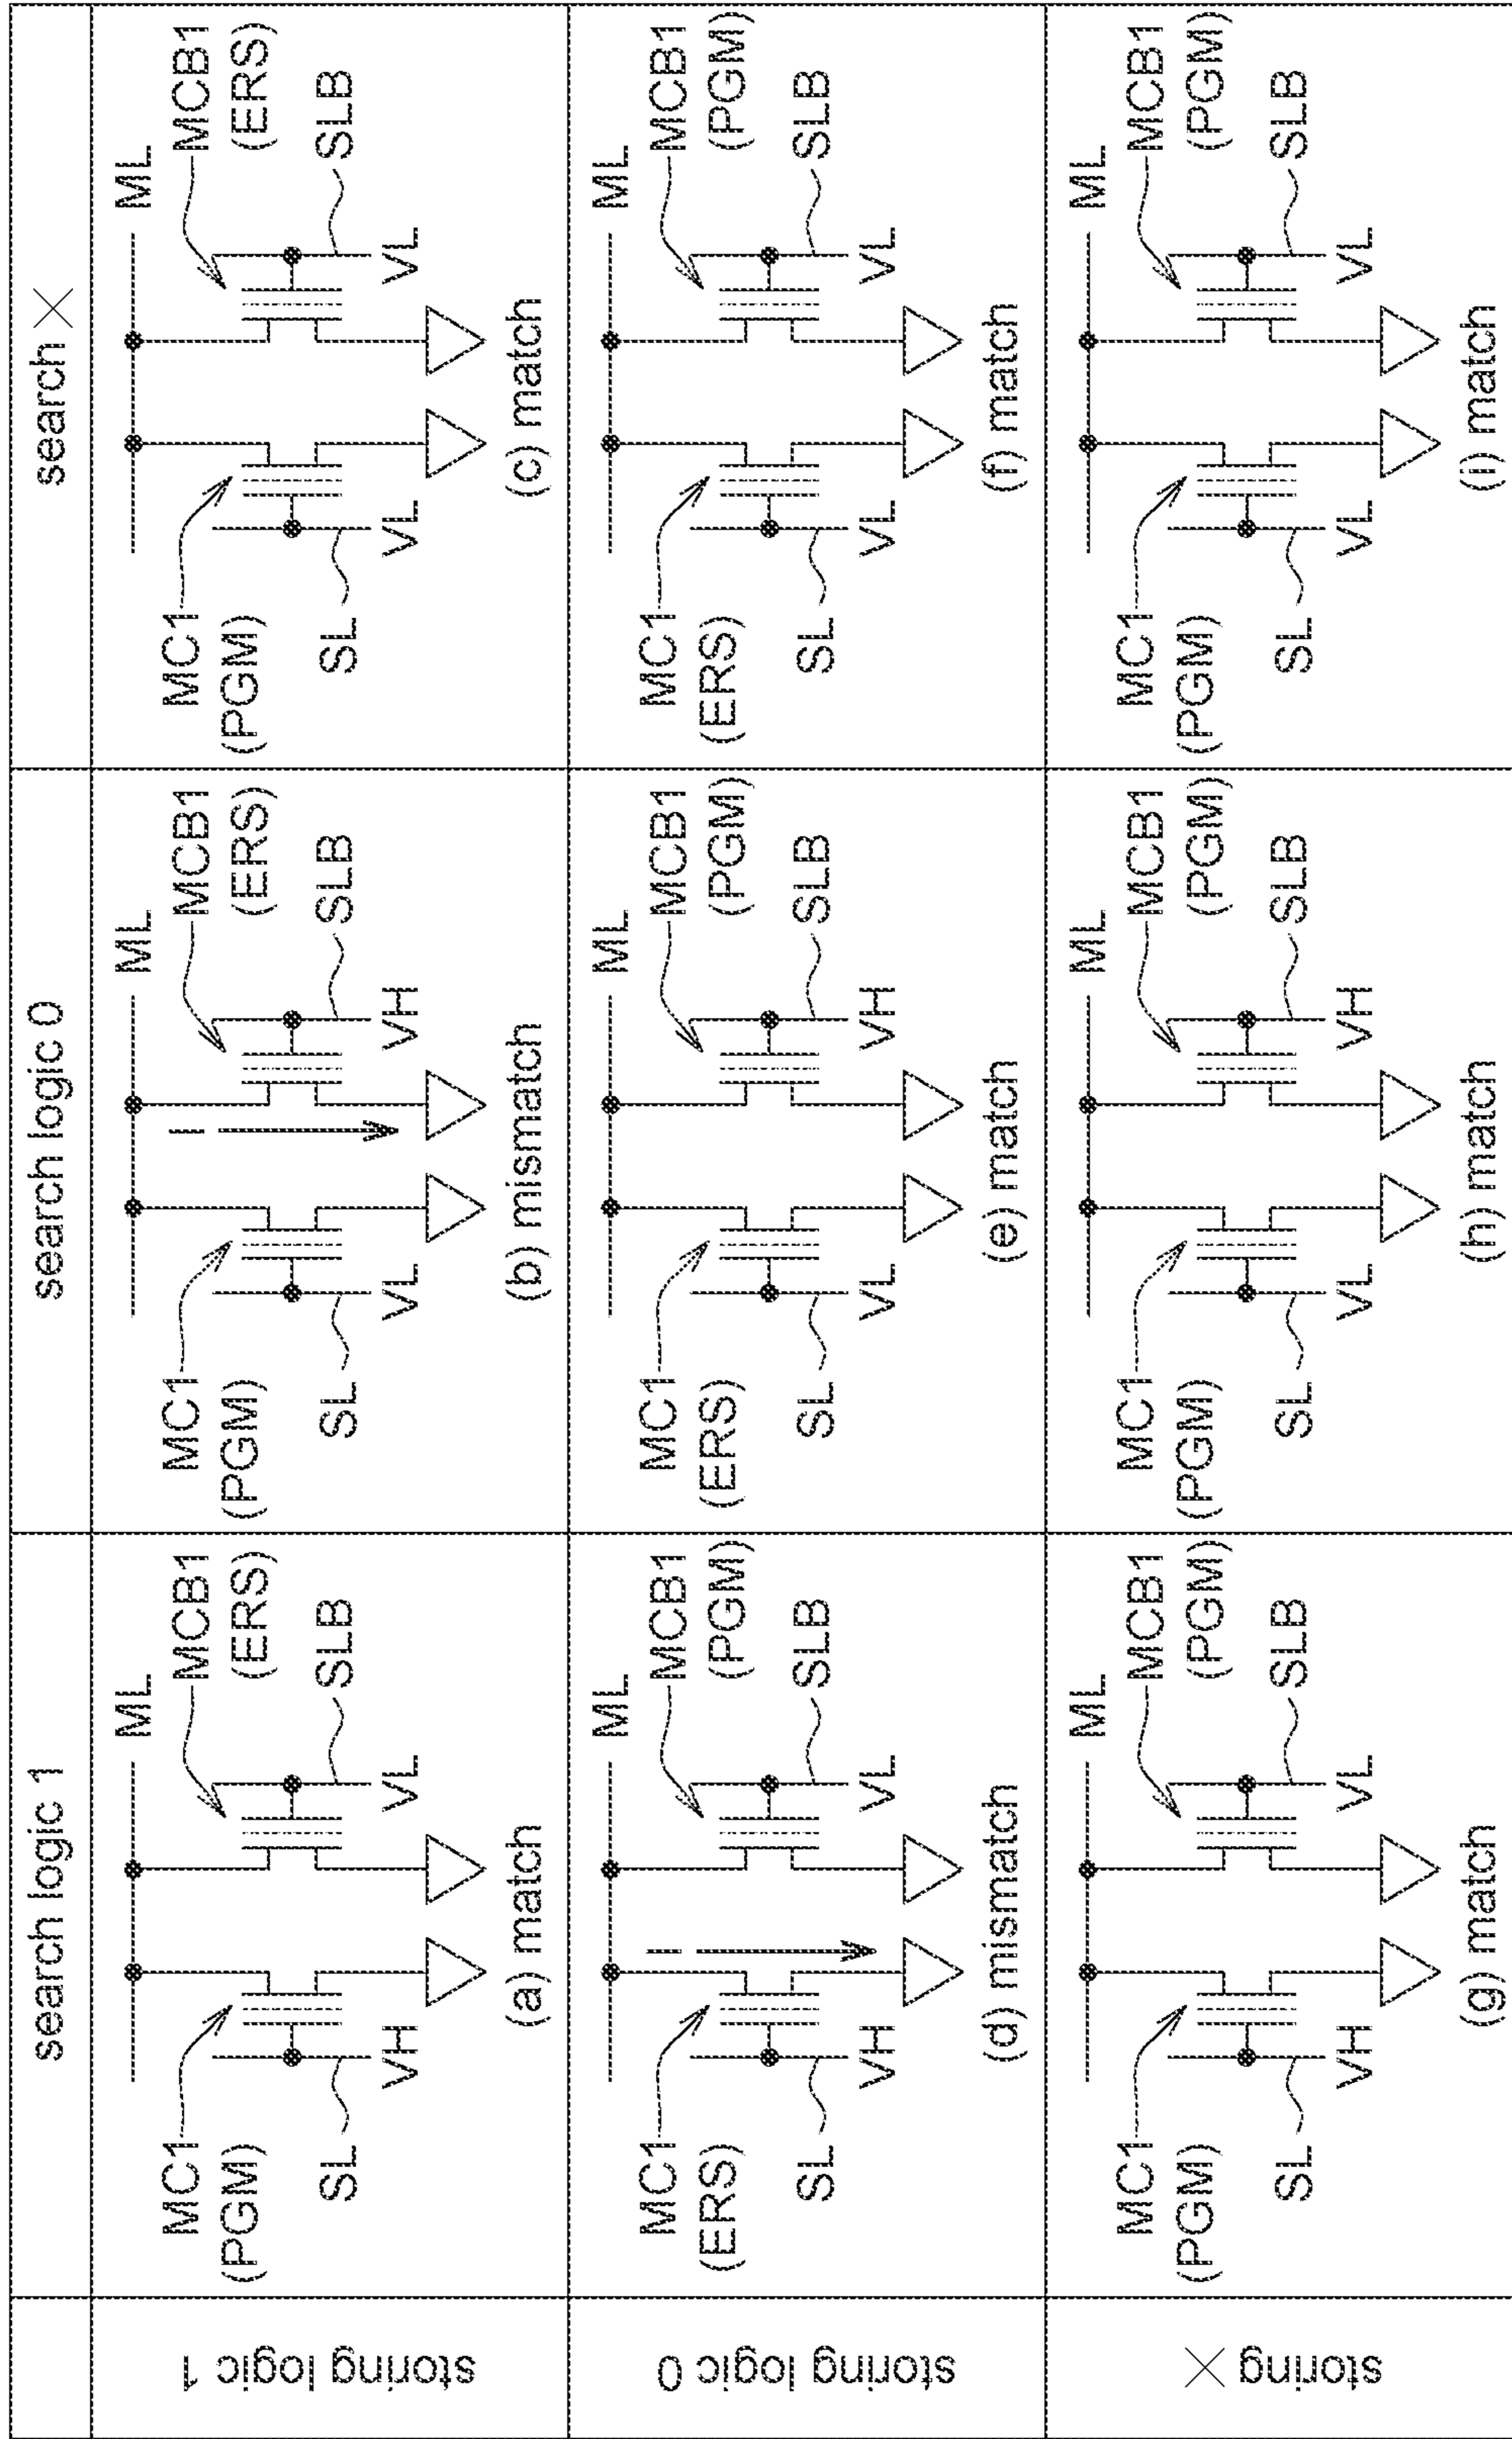 search logic 1
search logic 0
search ×
storing logic 1
ML
MC1
(PGM)
MCB1
(ERS)
SL
SLB
VH
VL
(a) match
ML
MC1
(PGM)
MCB1
(ERS)
SL
SLB
VL
VH
(b) mismatch
ML
MC1
(PGM)
MCB1
(ERS)
SL
SLB
VL
VL
(c) match
storing logic 0
ML
MC1
(ERS)
MCB1
(PGM)
SL
SLB
VH
VL
(d) mismatch
ML
MC1
(ERS)
MCB1
(PGM)
SL
SLB
VL
VH
(e) match
ML
MC1
(ERS)
MCB1
(PGM)
SL
SLB
VL
VL
(f) match
storing ×
ML
MC1
(PGM)
MCB1
(PGM)
SL
SLB
VH
VL
(g) match
ML
MC1
(PGM)
MCB1
(PGM)
SL
SLB
VL
VH
(h) match
ML
MC1
(PGM)
MCB1
(PGM)
SL
SLB
VL
VL
(i) match